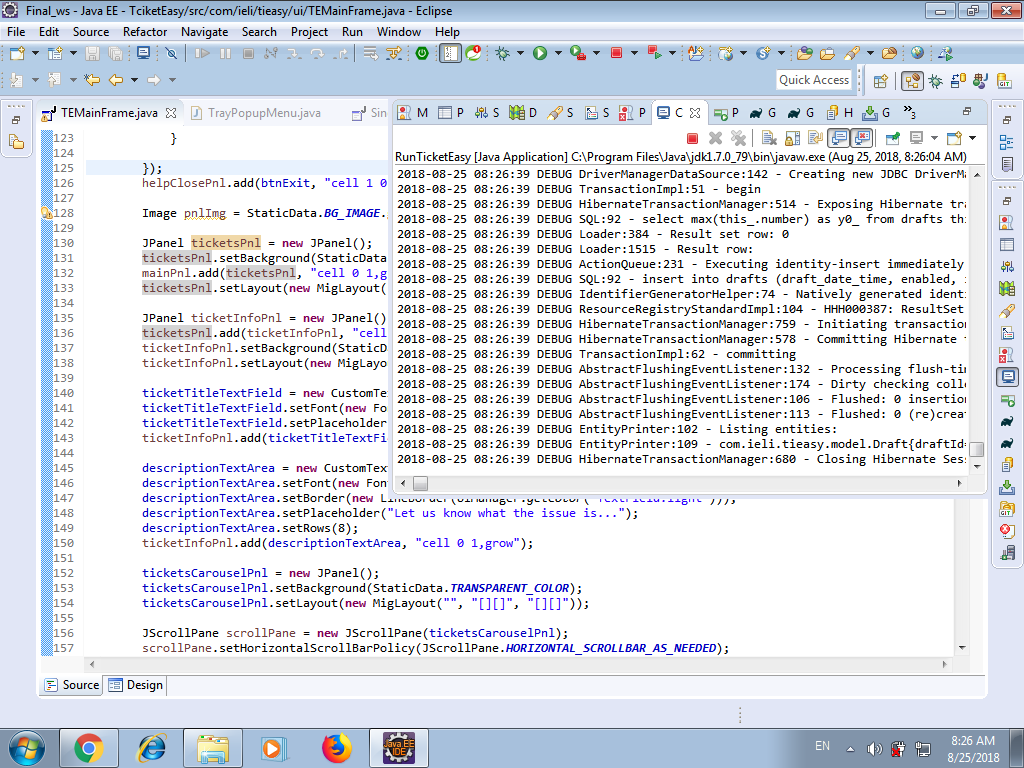 Final_ws - Java EE - TciketEasy/src/com/ieli/tieasy/ui/TEMainFrame.java - Eclipse
File Edit Source Refactor Navigate Search Project Run Window Help
Quick Access
TEMainFrame.java
TrayPopupMenu.java
Sin
M P S D S S P C P G G H G
3
RunTicketEasy [Java Application] C:\Program Files\Java\jdk1.7.0_79\bin\javaw.exe (Aug 25, 2018, 8:26:04 AM)
2018-08-25 08:26:39 DEBUG DriverManagerDataSource:142 - Creating new JDBC DriverMa
2018-08-25 08:26:39 DEBUG TransactionImpl:51 - begin
2018-08-25 08:26:39 DEBUG HibernateTransactionManager:514 - Exposing Hibernate tra
2018-08-25 08:26:39 DEBUG SQL:92 - select max(this_.number) as y0_ from drafts thi
2018-08-25 08:26:39 DEBUG Loader:384 - Result set row: 0
2018-08-25 08:26:39 DEBUG Loader:1515 - Result row:
2018-08-25 08:26:39 DEBUG ActionQueue:231 - Executing identity-insert immediately
2018-08-25 08:26:39 DEBUG SQL:92 - insert into drafts (draft_date_time, enabled,
2018-08-25 08:26:39 DEBUG IdentifierGeneratorHelper:74 - Natively generated identi
2018-08-25 08:26:39 DEBUG ResourceRegistryStandardImpl:104 - HHH000387: ResultSet
2018-08-25 08:26:39 DEBUG HibernateTransactionManager:759 - Initiating transaction
2018-08-25 08:26:39 DEBUG HibernateTransactionManager:578 - Committing Hibernate
2018-08-25 08:26:39 DEBUG TransactionImpl:62 - committing
2018-08-25 08:26:39 DEBUG AbstractFlushingEventListener:132 - Processing flush-tim
2018-08-25 08:26:39 DEBUG AbstractFlushingEventListener:174 - Dirty checking colle
2018-08-25 08:26:39 DEBUG AbstractFlushingEventListener:106 - Flushed: 0 insertion
2018-08-25 08:26:39 DEBUG AbstractFlushingEventListener:113 - Flushed: 0 (re)creat
2018-08-25 08:26:39 DEBUG EntityPrinter:102 - Listing entities:
2018-08-25 08:26:39 DEBUG EntityPrinter:109 - com.ieli.tieasy.model.Draft{draftId=
2018-08-25 08:26:39 DEBUG HibernateTransactionManager:680 - Closing Hibernate Sess
123 }
124
125 });
126 helpClosePnl.add(btnExit, "cell 1 0
127
128 Image pnlImg = StaticData.BG_IMAGE.
129
130 JPanel ticketsPnl = new JPanel();
131 ticketsPnl.setBackground(StaticData
132 mainPnl.add(ticketsPnl, "cell 0 1,g
133 ticketsPnl.setLayout(new MigLayout(
134
135 JPanel ticketInfoPnl = new JPanel()
136 ticketsPnl.add(ticketInfoPnl, "cell
137 ticketInfoPnl.setBackground(StaticD
138 ticketInfoPnl.setLayout(new MigLayo
139
140 ticketTitleTextField = new CustomTe
141 ticketTitleTextField.setFont(new Fo
142 ticketTitleTextField.setPlaceholder
143 ticketInfoPnl.add(ticketTitleTextFi
144
145 descriptionTextArea = new CustomTex
146 descriptionTextArea.setFont(new Fon
147 descriptionTextArea.setBorder(new LineBorder(UIManager.getColor("TextField.light")));
148 descriptionTextArea.setPlaceholder("Let us know what the issue is...");
149 descriptionTextArea.setRows(8);
150 ticketInfoPnl.add(descriptionTextArea, "cell 0 1,grow");
151
152 ticketsCarouselPnl = new JPanel();
153 ticketsCarouselPnl.setBackground(StaticData.TRANSPARENT_COLOR);
154 ticketsCarouselPnl.setLayout(new MigLayout("", "[][]", "[][]"));
155
156 JScrollPane scrollPane = new JScrollPane(ticketsCarouselPnl);
157 scrollPane.setHorizontalScrollBarPolicy(JScrollPane.HORIZONTAL_SCROLLBAR_AS_NEEDED);
Source Design
Java EE
IDE
EN
8:26 AM
8/25/2018